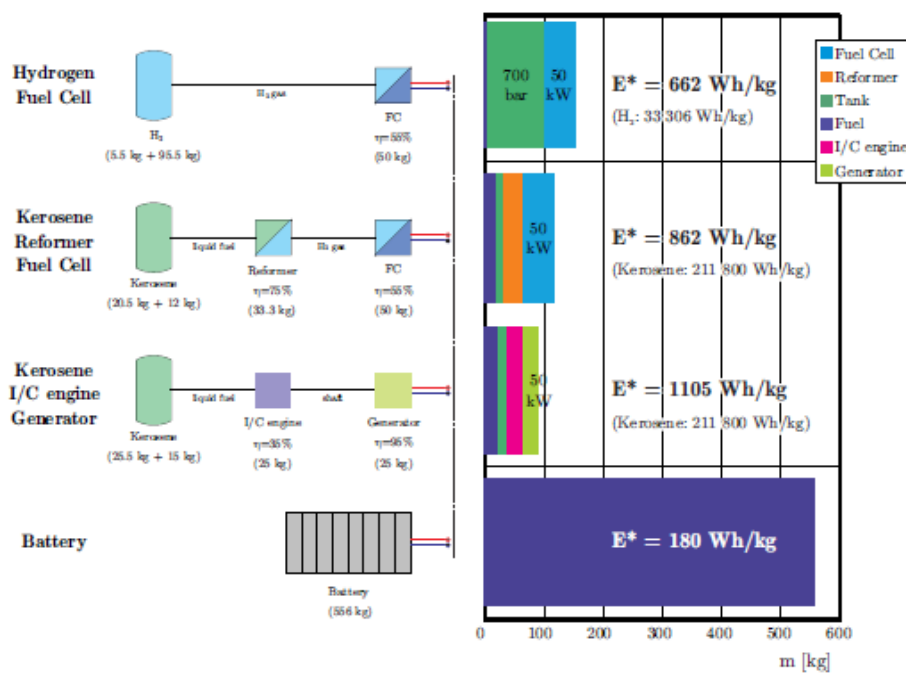 Hydrogen
Fuel Cell
H₂
(5.5 kg + 95.5 kg)
H₂ gas
FC
η=55%
(50 kg)
700
bar
50
kW
E* = 662 Wh/kg
(H₂: 33 306 Wh/kg)
Fuel Cell
Reformer
Tank
Fuel
I/C engine
Generator
Kerosene
Reformer
Fuel Cell
Kerosene
(20.5 kg + 12 kg)
liquid fuel
Reformer
η=75%
(33.3 kg)
H₂ gas
FC
η=55%
(50 kg)
50
kW
E* = 862 Wh/kg
(Kerosene: 211 800 Wh/kg)
Kerosene
I/C engine
Generator
Kerosene
(25.5 kg + 15 kg)
liquid fuel
I/C engine
η=35%
(25 kg)
shaft
Generator
η=95%
(25 kg)
50
kW
E* = 1105 Wh/kg
(Kerosene: 211 800 Wh/kg)
Battery
Battery
(556 kg)
E* = 180 Wh/kg
0 100 200 300 400 500 600
m [kg]